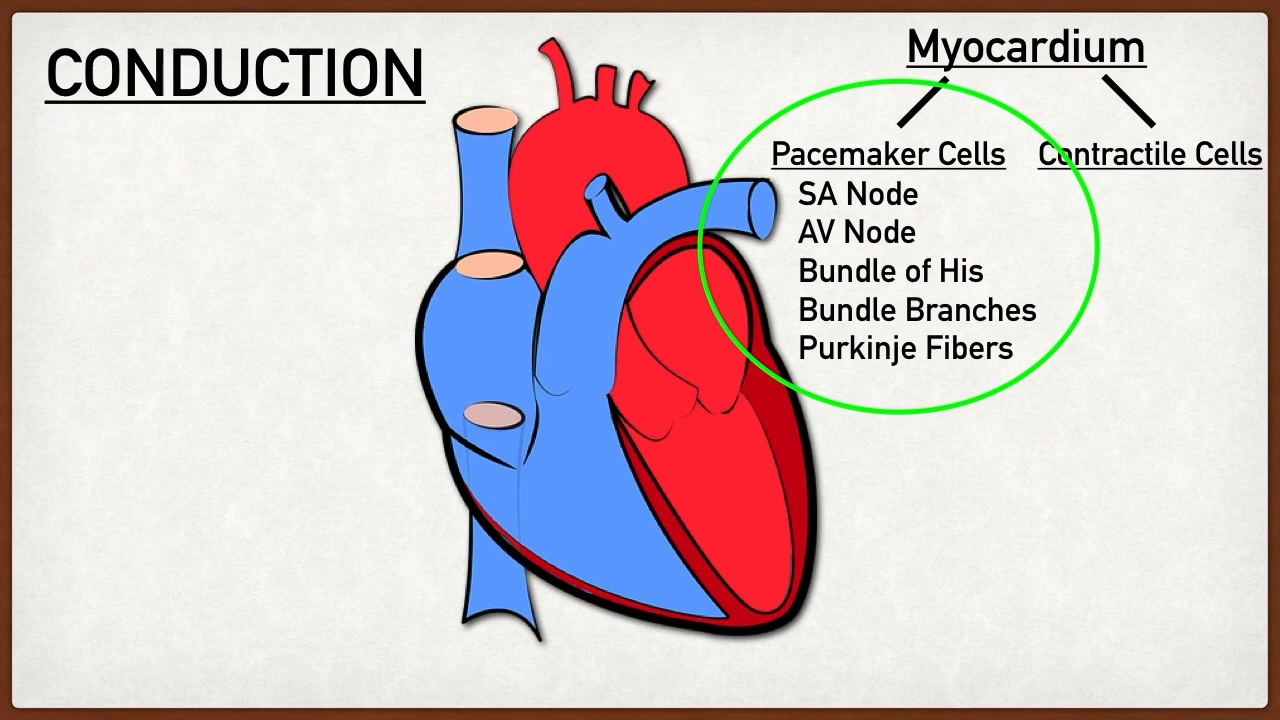 CONDUCTION
Myocardium
Pacemaker Cells
Contractile Cells
SA Node
AV Node
Bundle of His
Bundle Branches
Purkinje Fibers